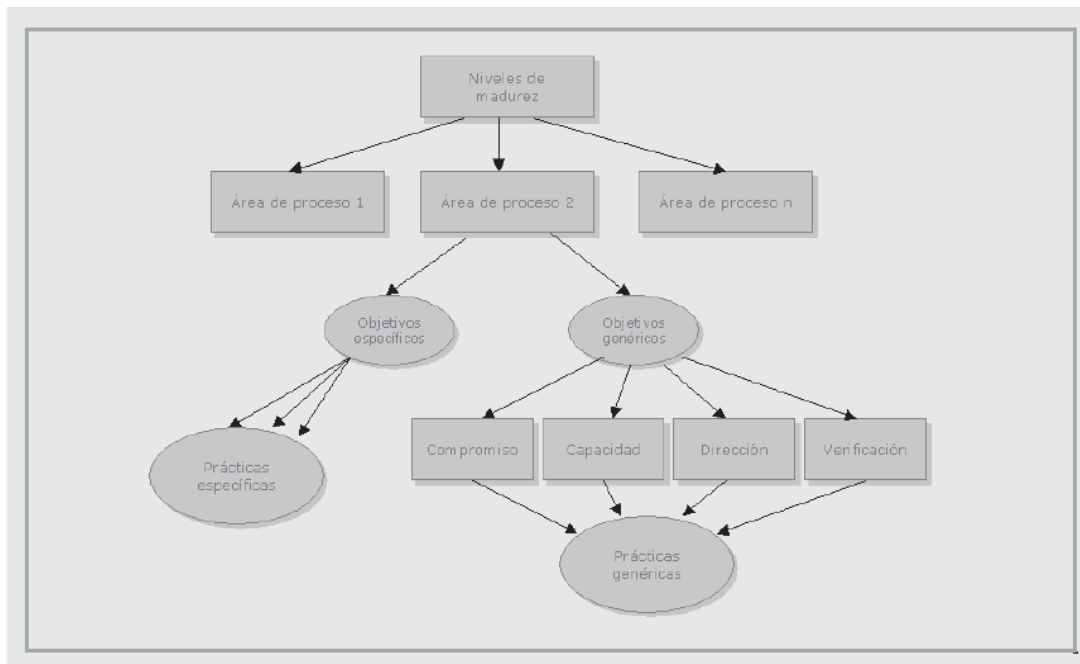 Niveles de
madurez
Área de proceso 1
Área de proceso 2
Área de proceso n
Objetivos
específicos
Objetivos
genéricos
Compromiso
Capacidad
Dirección
Verificación
Prácticas
específicas
Prácticas
genéricas